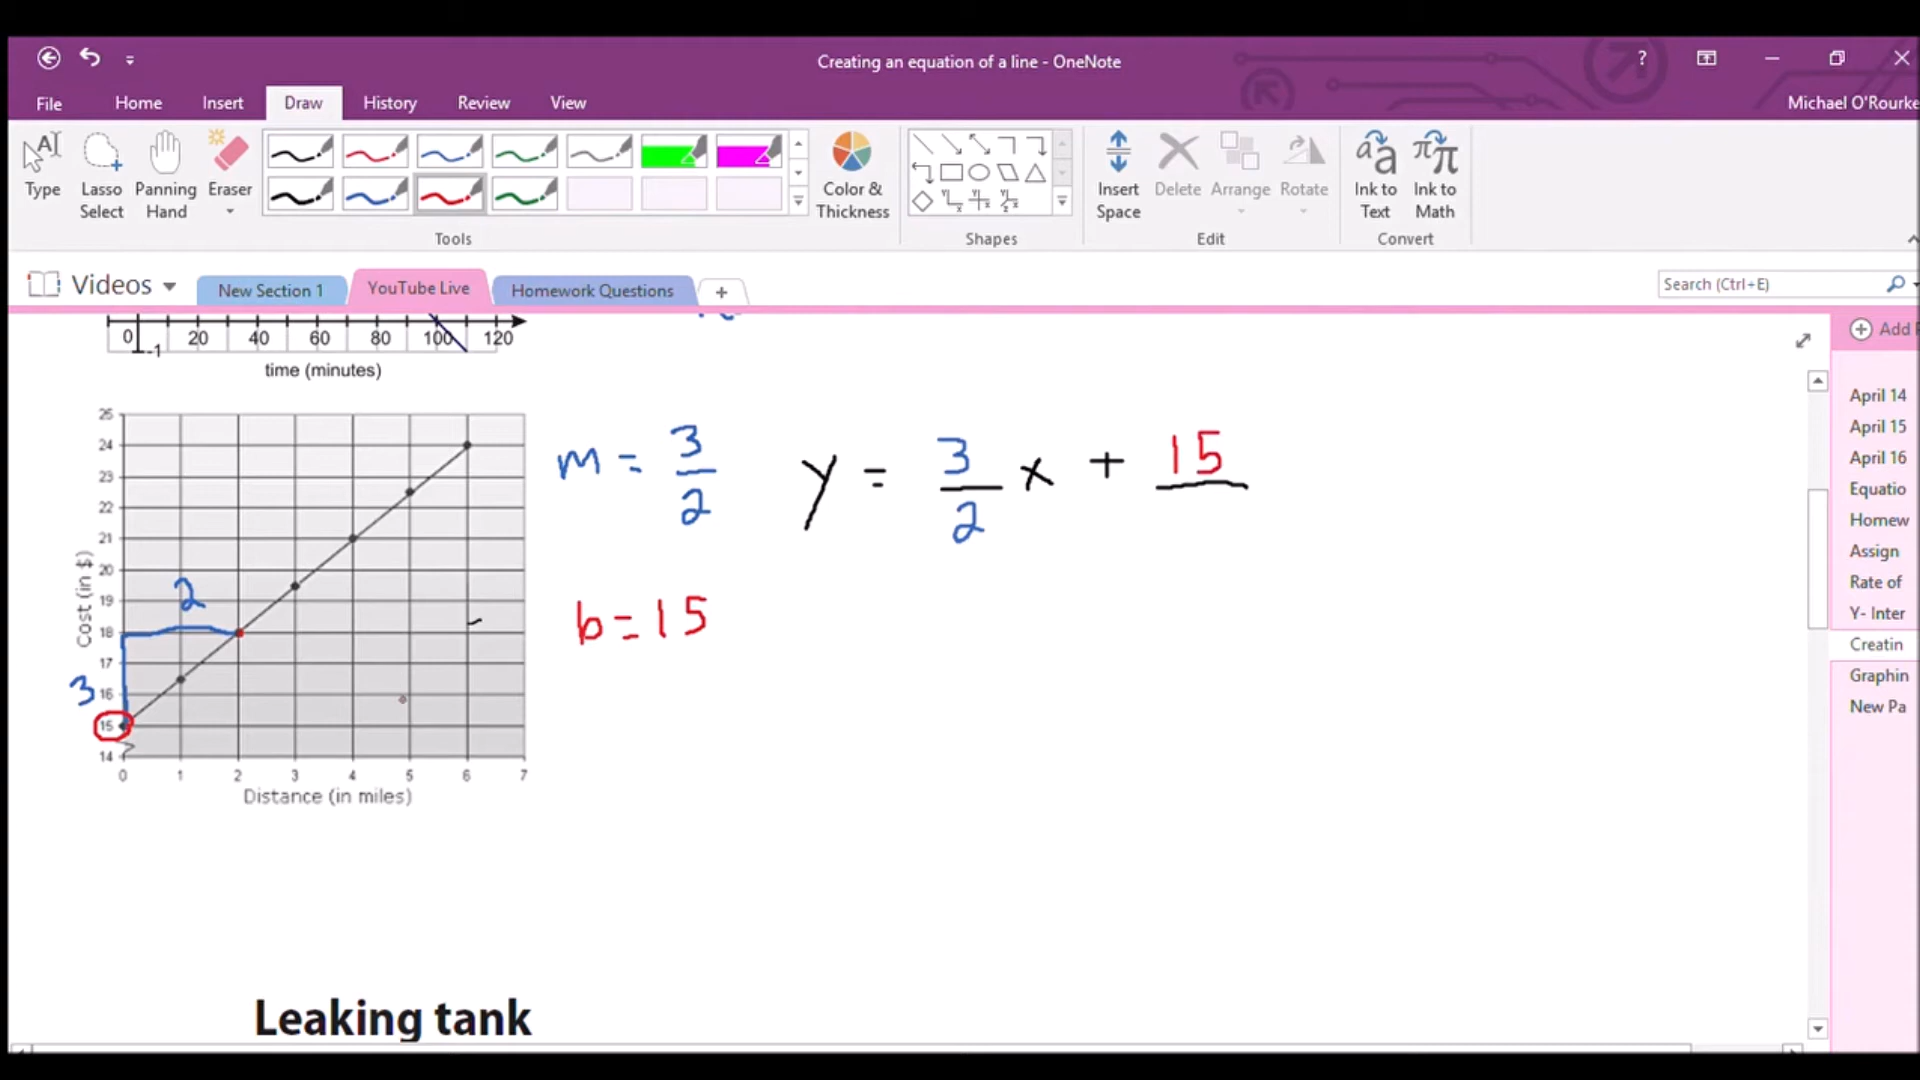 Creating an equation of a line - OneNote
?
File Home Insert Draw History Review View
Michael O'Rourke
Type
Lasso Select
Panning Hand
Eraser
Color & Thickness
Insert Space
Delete
Arrange
Rotate
Ink to Text
Ink to Math
Tools
Shapes
Edit
Convert
Videos
New Section 1
YouTube Live
Homework Questions
+
Search (Ctrl+E)
Add
0 20 40 60 80 100 120
-1
time (minutes)
April 14
April 15
April 16
Equatio
Homew
Assign
Rate of
Y- Inter
Creatin
Graphin
New Pa
25
24
23
22
21
20
19
18
17
16
15
14
0 1 2 3 4 5 6 7
Cost (in $)
Distance (in miles)
2
3
m = 3/2
y = 3/2 x + 15
b = 15
Leaking tank